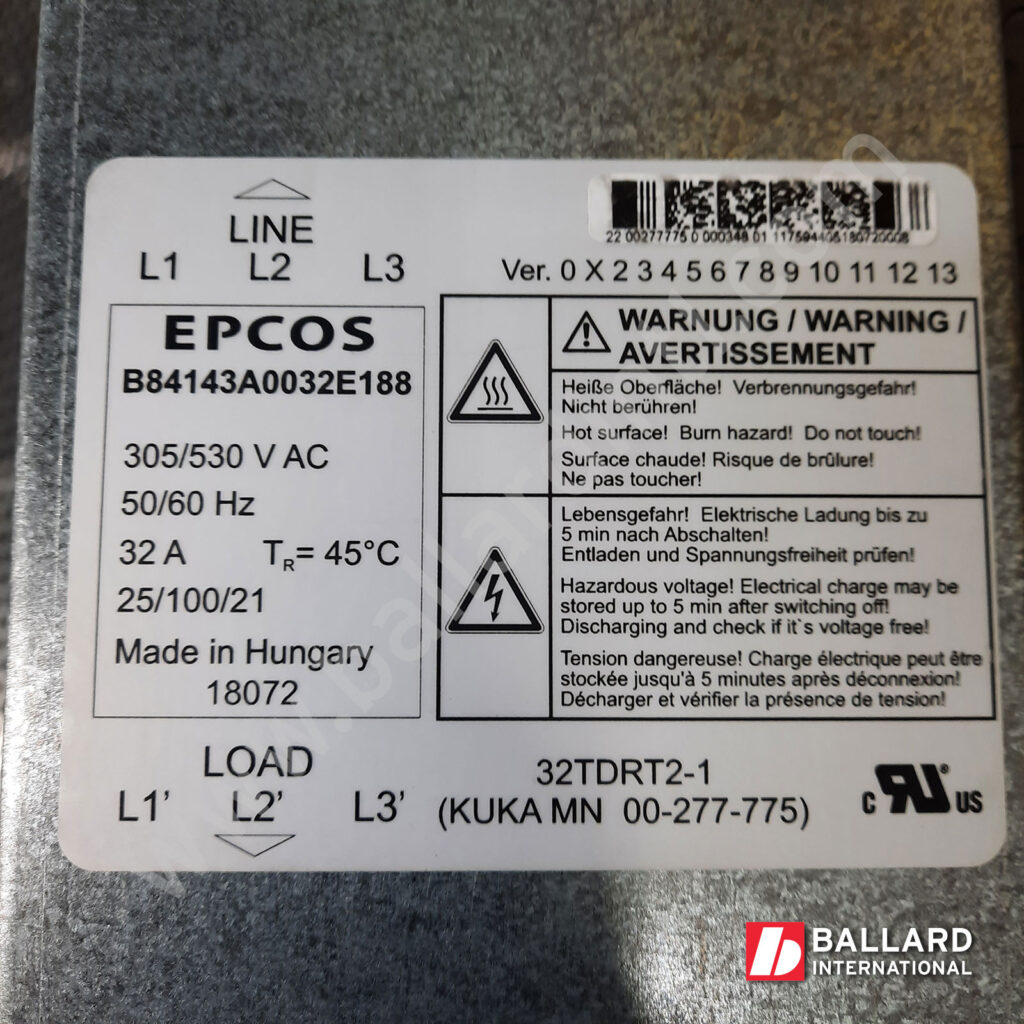 LINE
L1 L2 L3
22 00277775 0 000348 01
Ver. 0 X 2 3 4 5 6 7 8 9 10 11 12 13
EPCOS
B84143A0032E188
305/530 V AC
50/60 Hz
32 A TR= 45°C
25/100/21
Made in Hungary
18072
WARNUNG / WARNING /
AVERTISSEMENT
Heiße Oberfläche! Verbrennungsgefahr!
Nicht berühren!
Hot surface! Burn hazard! Do not touch!
Surface chaude! Risque de brûlure!
Ne pas toucher!
Lebensgefahr! Elektrische Ladung bis zu
5 min nach Abschalten!
Entladen und Spannungsfreiheit prüfen!
Hazardous voltage! Electrical charge may be
stored up to 5 min after switching off!
Discharging and check if it`s voltage free!
Tension dangereuse! Charge électrique peut être
stockée jusqu'à 5 minutes après déconnexion!
Décharger et vérifier la présence de tension!
LOAD
L1' L2' L3'
32TDRT2-1
(KUKA MN 00-277-775)
c RU ® US
BALLARD
INTERNATIONAL